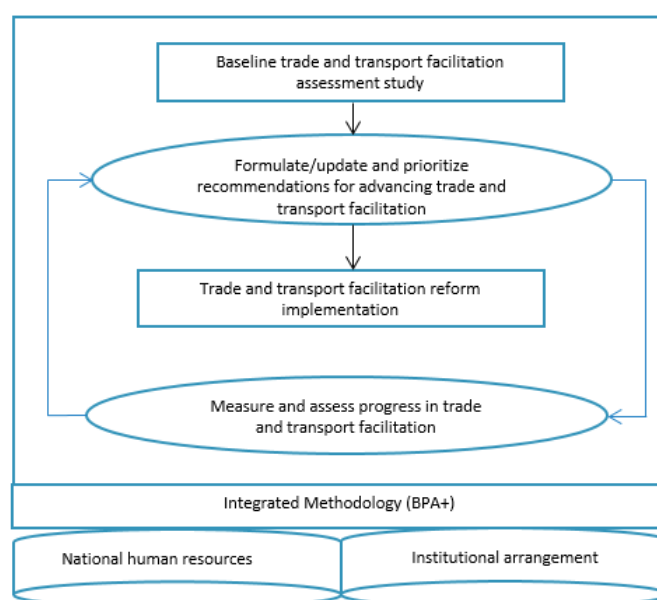 Baseline trade and transport facilitation
assessment study
Formulate/update and prioritize
recommendations for advancing trade and
transport facilitation
Trade and transport facilitation reform
implementation
Measure and assess progress in trade
and transport facilitation
Integrated Methodology (BPA+)
National human resources
Institutional arrangement